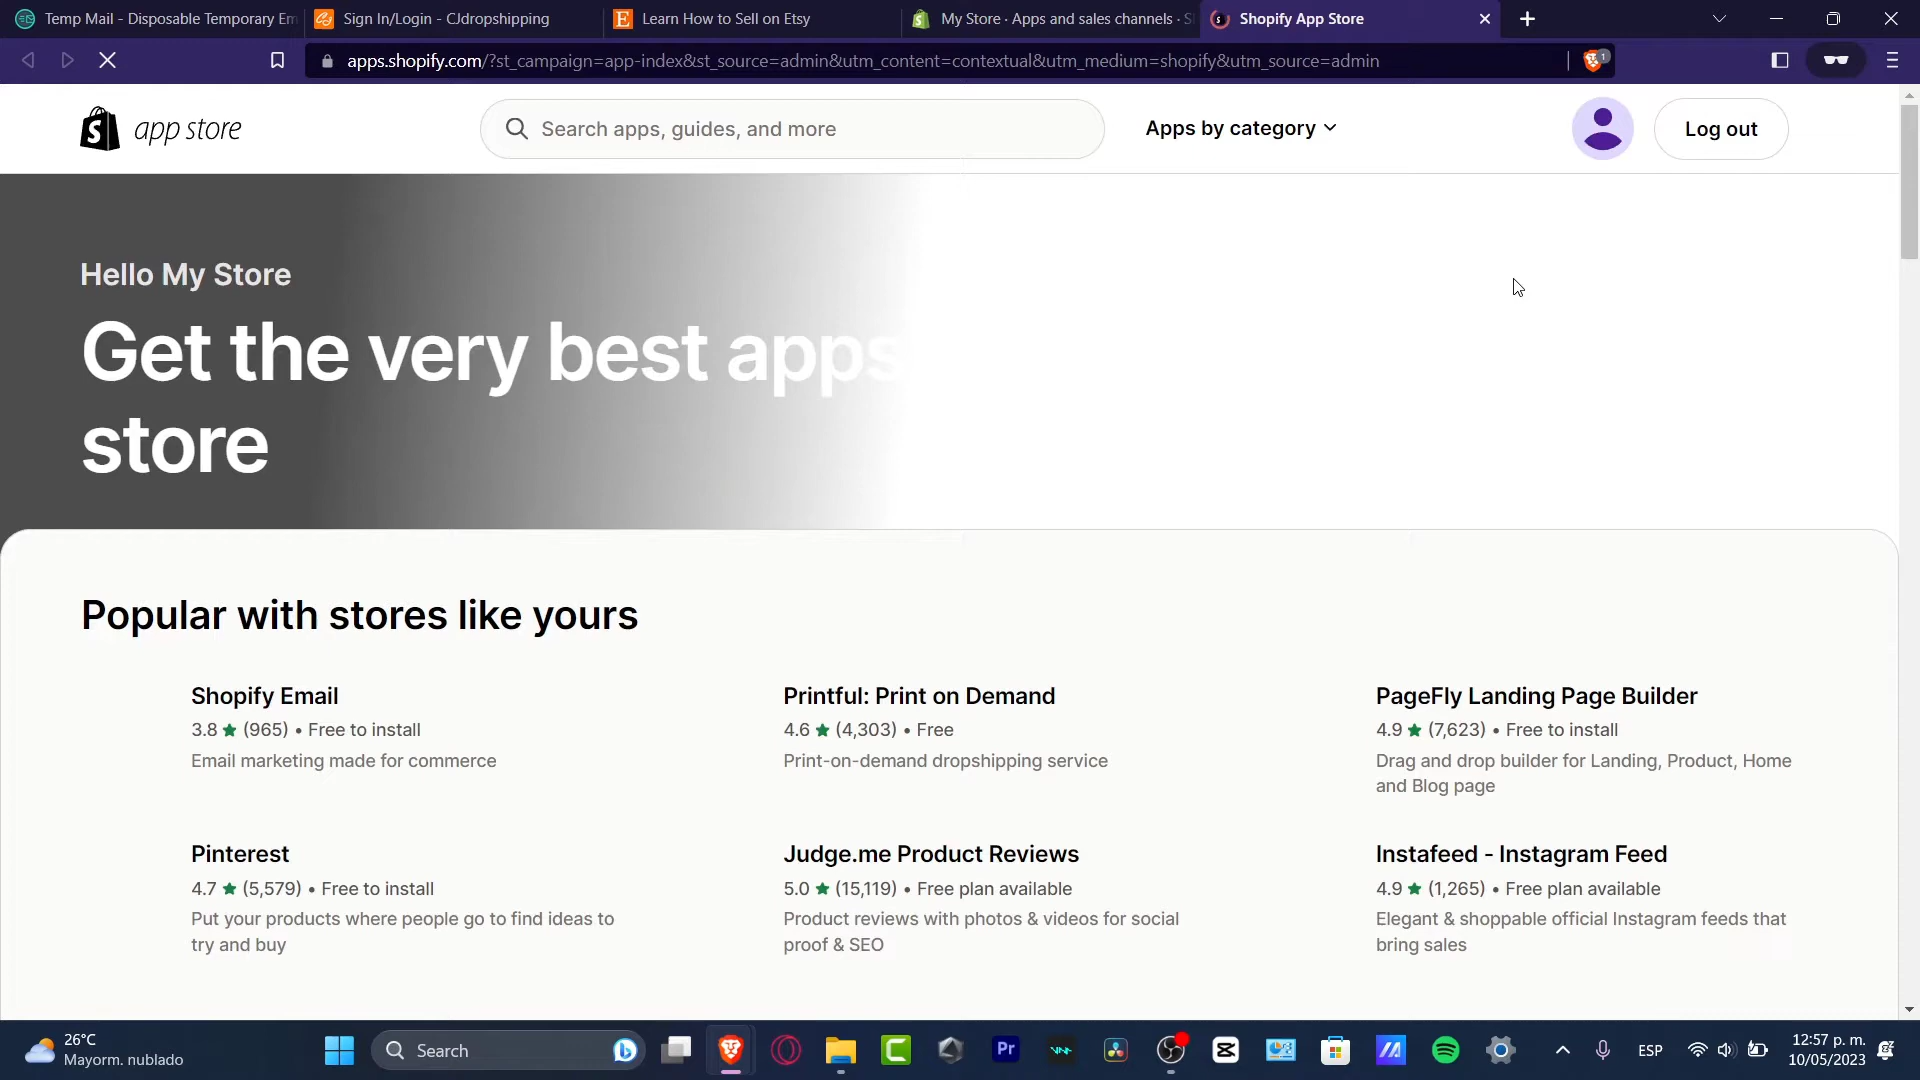 Temp Mail - Disposable Temporary Em
Sign In/Login - CJdropshipping
Learn How to Sell on Etsy
My Store · Apps and sales channels · S
Shopify App Store
apps.shopify.com/?st_campaign=app-index&st_source=admin&utm_content=contextual&utm_medium=shopify&utm_source=admin
1
app store
Search apps, guides, and more
Apps by category
Log out
Hello My Store
Get the very best apps
store
Popular with stores like yours
Shopify Email
3.8 ★ (965) • Free to install
Email marketing made for commerce
Printful: Print on Demand
4.6 ★ (4,303) • Free
Print-on-demand dropshipping service
PageFly Landing Page Builder
4.9 ★ (7,623) • Free to install
Drag and drop builder for Landing, Product, Home
and Blog page
Pinterest
4.7 ★ (5,579) • Free to install
Put your products where people go to find ideas to
try and buy
Judge.me Product Reviews
5.0 ★ (15,119) • Free plan available
Product reviews with photos & videos for social
proof & SEO
Instafeed - Instagram Feed
4.9 ★ (1,265) • Free plan available
Elegant & shoppable official Instagram feeds that
bring sales
26°C
Mayorm. nublado
Search
Pr
ESP
12:57 p. m.
10/05/2023